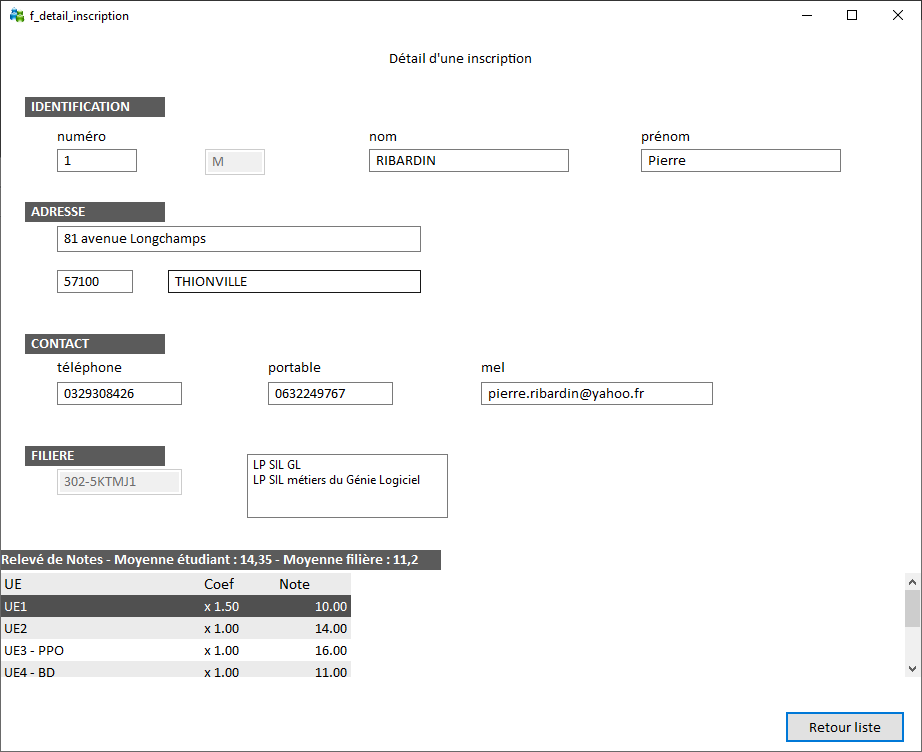 f_detail_inscription
Détail d'une inscription
IDENTIFICATION
numéro nom prénom
1 M RIBARDIN Pierre
ADRESSE
81 avenue Longchamps
57100 THIONVILLE
CONTACT
téléphone portable mel
0329308426 0632249767 pierre.ribardin@yahoo.fr
FILIERE
302-5KTMJ1
LP SIL GL
LP SIL métiers du Génie Logiciel
Relevé de Notes - Moyenne étudiant : 14,35 - Moyenne filière : 11,2
UE Coef Note
UE1 x 1.50 10.00
UE2 x 1.00 14.00
UE3 - PPO x 1.00 16.00
UE4 - BD x 1.00 11.00
Retour liste